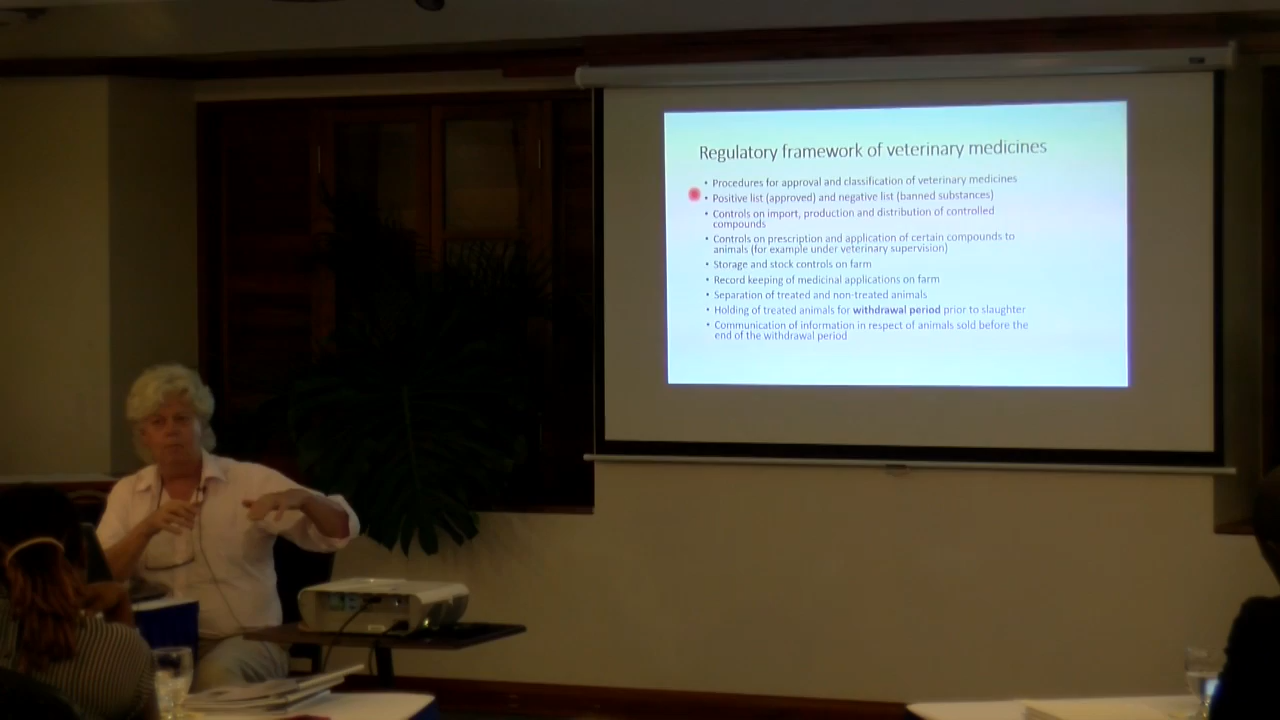 Regulatory framework of veterinary medicines
• Procedures for approval and classification of veterinary medicines
• Positive list (approved) and negative list (banned substances)
• Controls on import, production and distribution of controlled
compounds
• Controls on prescription and application of certain compounds to
animals (for example under veterinary supervision)
• Storage and stock controls on farm
• Record keeping of medicinal applications on farm
• Separation of treated and non-treated animals
• Holding of treated animals for withdrawal period prior to slaughter
• Communication of information in respect of animals sold before the
end of the withdrawal period